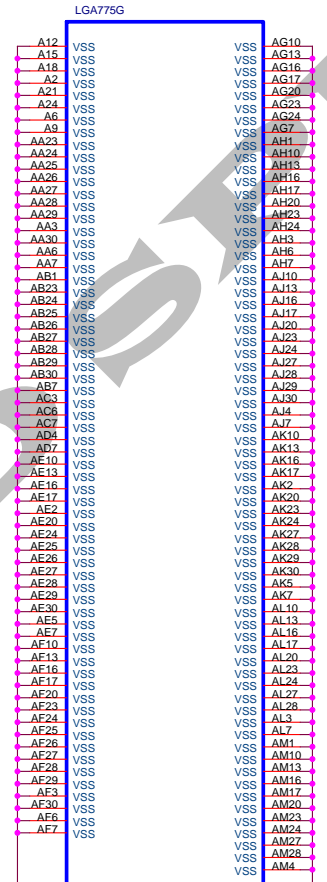 LGA775G
A12 VSS VSS AG10
A15 VSS VSS AG13
A18 VSS VSS AG16
A2 VSS VSS AG17
A21 VSS VSS AG20
A24 VSS VSS AG23
A6 VSS VSS AG24
A9 VSS VSS AG7
AA23 VSS VSS AH1
AA24 VSS VSS AH10
AA25 VSS VSS AH13
AA26 VSS VSS AH16
AA27 VSS VSS AH17
AA28 VSS VSS AH20
AA29 VSS VSS AH23
AA3 VSS VSS AH24
AA30 VSS VSS AH3
AA6 VSS VSS AH6
AA7 VSS VSS AH7
AB1 VSS VSS AJ10
AB23 VSS VSS AJ13
AB24 VSS VSS AJ16
AB25 VSS VSS AJ17
AB26 VSS VSS AJ20
AB27 VSS VSS AJ23
AB28 VSS VSS AJ24
AB29 VSS VSS AJ27
AB30 VSS VSS AJ28
AB7 VSS VSS AJ29
AC3 VSS VSS AJ30
AC6 VSS VSS AJ4
AC7 VSS VSS AJ7
AD4 VSS VSS AK10
AD7 VSS VSS AK13
AE10 VSS VSS AK16
AE13 VSS VSS AK17
AE16 VSS VSS AK2
AE17 VSS VSS AK20
AE2 VSS VSS AK23
AE20 VSS VSS AK24
AE24 VSS VSS AK27
AE25 VSS VSS AK28
AE26 VSS VSS AK29
AE27 VSS VSS AK30
AE28 VSS VSS AK5
AE29 VSS VSS AK7
AE30 VSS VSS AL10
AE5 VSS VSS AL13
AE7 VSS VSS AL16
AF10 VSS VSS AL17
AF13 VSS VSS AL20
AF16 VSS VSS AL23
AF17 VSS VSS AL24
AF20 VSS VSS AL27
AF23 VSS VSS AL28
AF24 VSS VSS AL3
AF25 VSS VSS AL7
AF26 VSS VSS AM1
AF27 VSS VSS AM10
AF28 VSS VSS AM13
AF29 VSS VSS AM16
AF3 VSS VSS AM17
AF30 VSS VSS AM20
AF6 VSS VSS AM23
AF7 VSS VSS AM24
VSS AM27
VSS AM28
VSS AM4